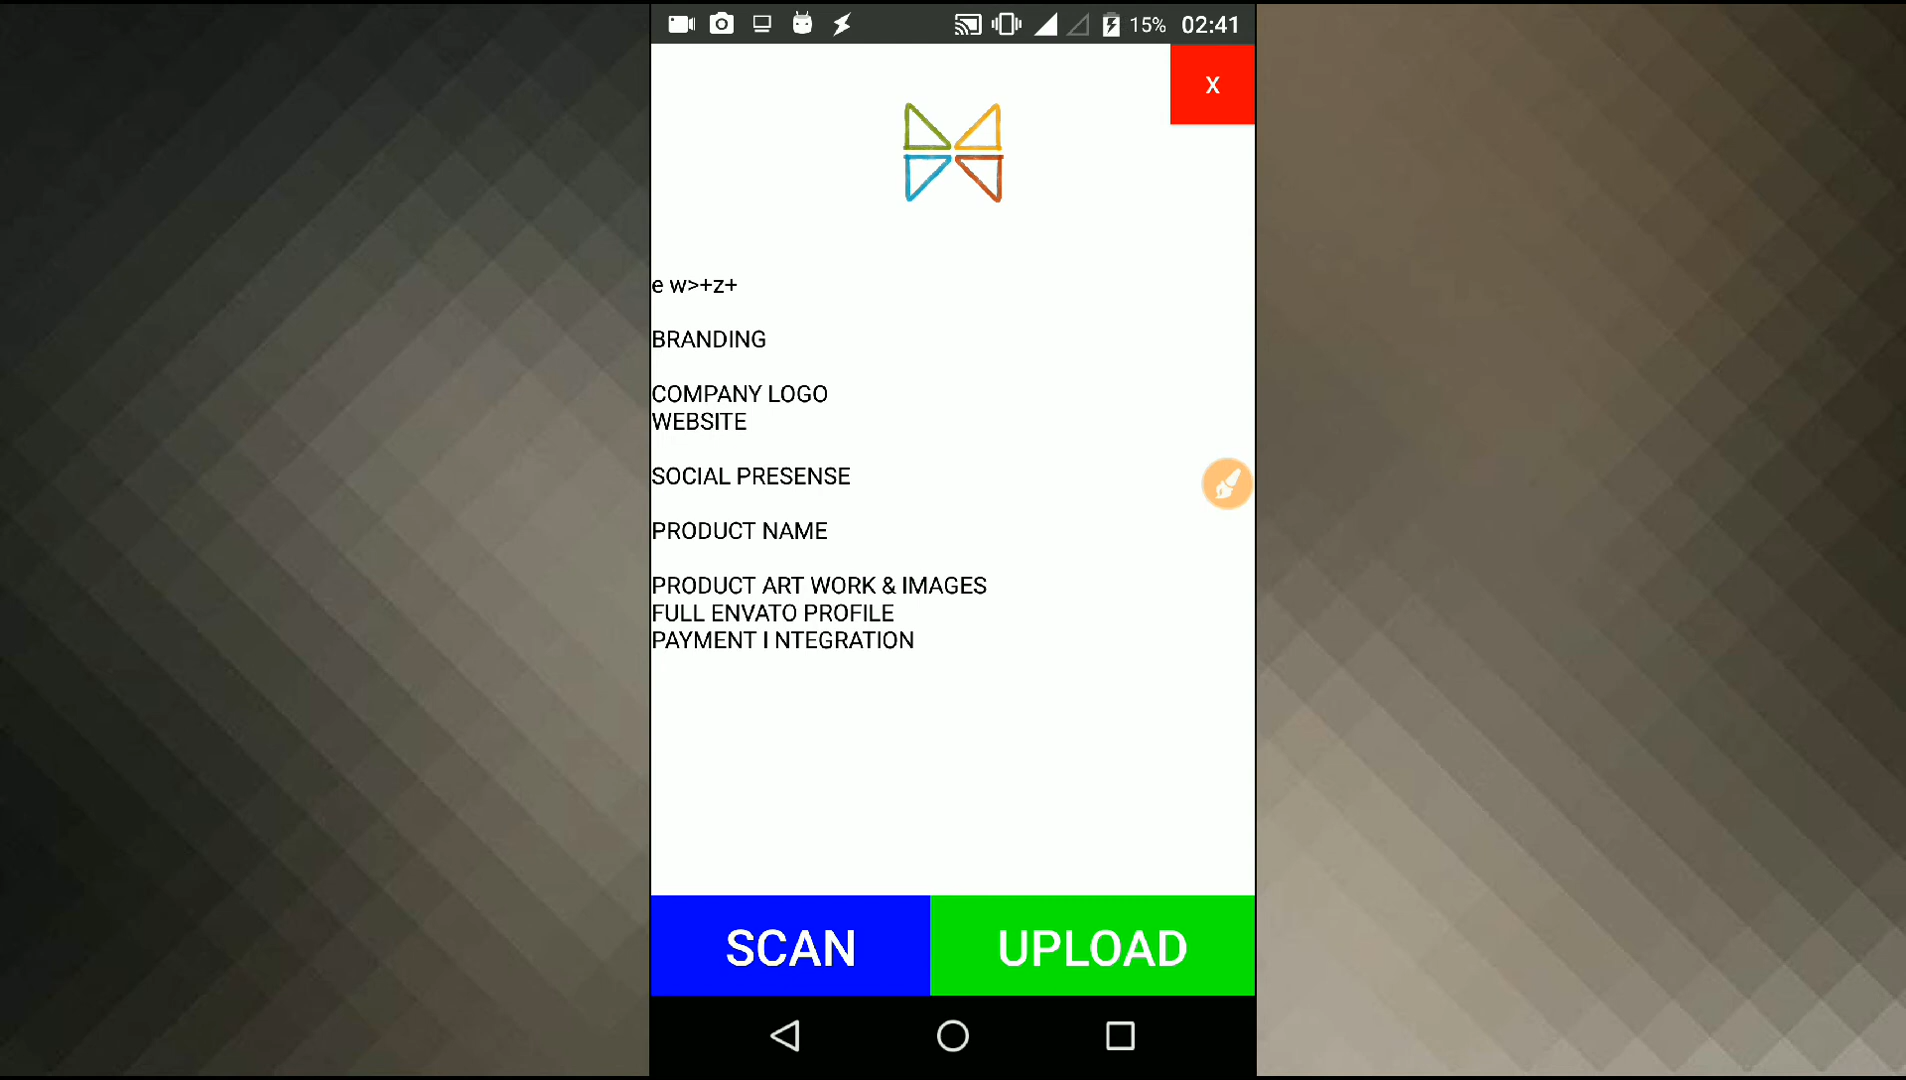 15% 02:41
X
e w>+z+
BRANDING
COMPANY LOGO
WEBSITE
SOCIAL PRESENSE
PRODUCT NAME
PRODUCT ART WORK & IMAGES
FULL ENVATO PROFILE
PAYMENT I NTEGRATION
SCAN UPLOAD